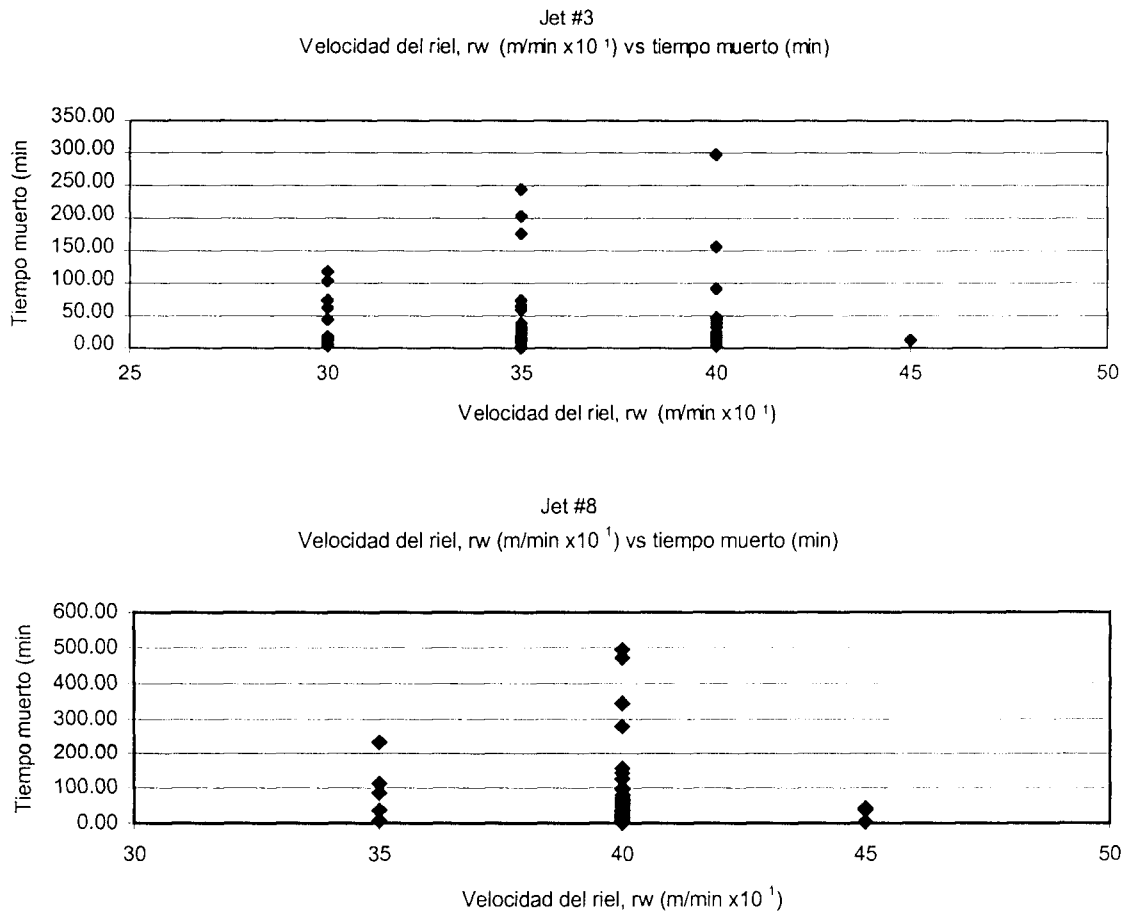 Jet #3
Velocidad del riel, rw (m/min x10 ¹) vs tiempo muerto (min)
350.00
300.00
250.00
200.00
150.00
100.00
50.00
0.00
Tiempo muerto (min
25 30 35 40 45 50
Velocidad del riel, rw (m/min x10 ¹)
Jet #8
Velocidad del riel, rw (m/min x10 ¹) vs tiempo muerto (min)
600.00
500.00
400.00
300.00
200.00
100.00
0.00
Tiempo muerto (min
30 35 40 45 50
Velocidad del riel, rw (m/min x10 ¹)